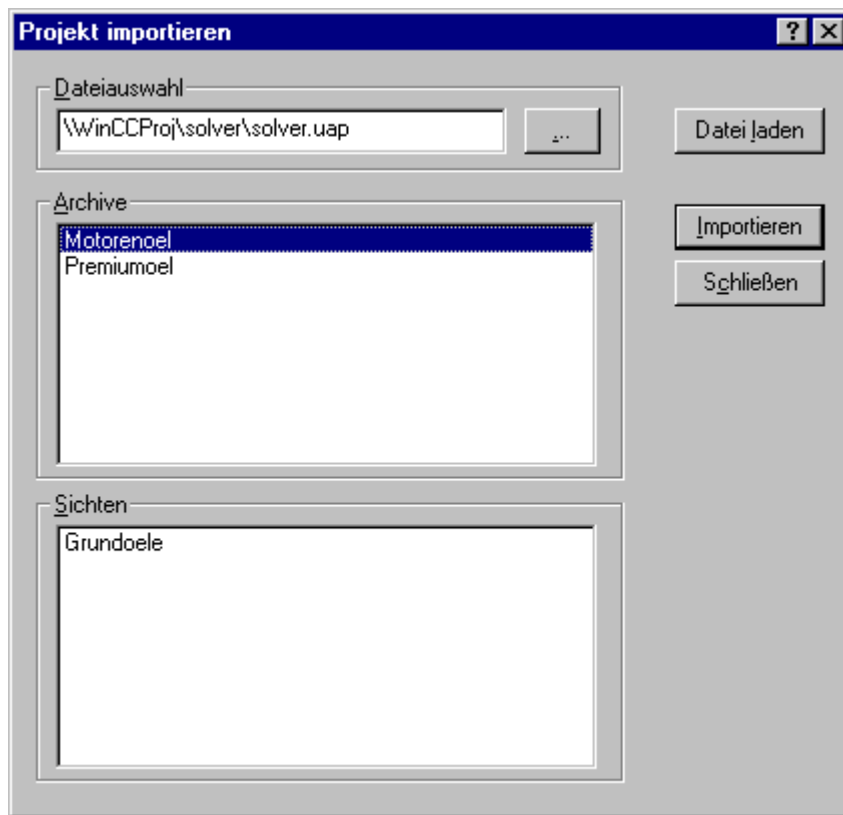 Projekt importieren
Dateiauswahl
\WinCCProj\solver\solver.uap
...
Datei laden
Archive
Motorenoel
Premiumoel
Importieren
Schließen
Sichten
Grundoele